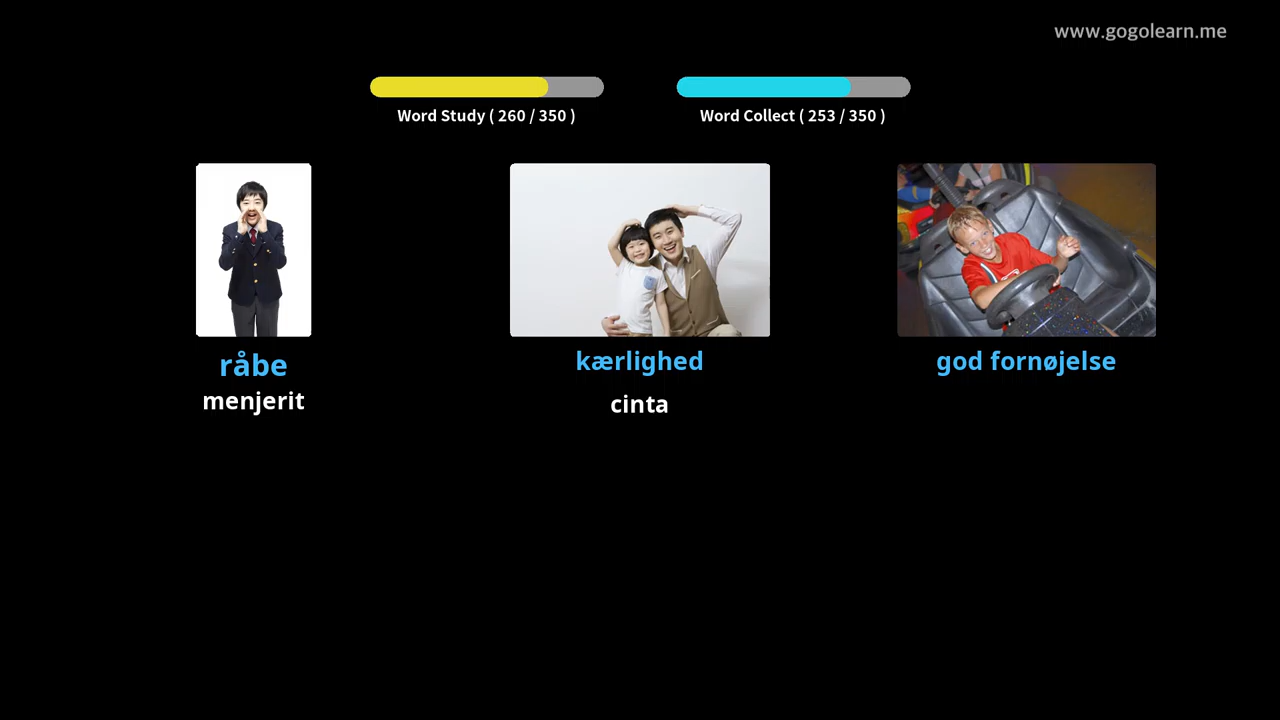 www.gogolearn.me
Word Study ( 260 / 350 )
Word Collect ( 253 / 350 )
råbe
menjerit
kærlighed
cinta
god fornøjelse